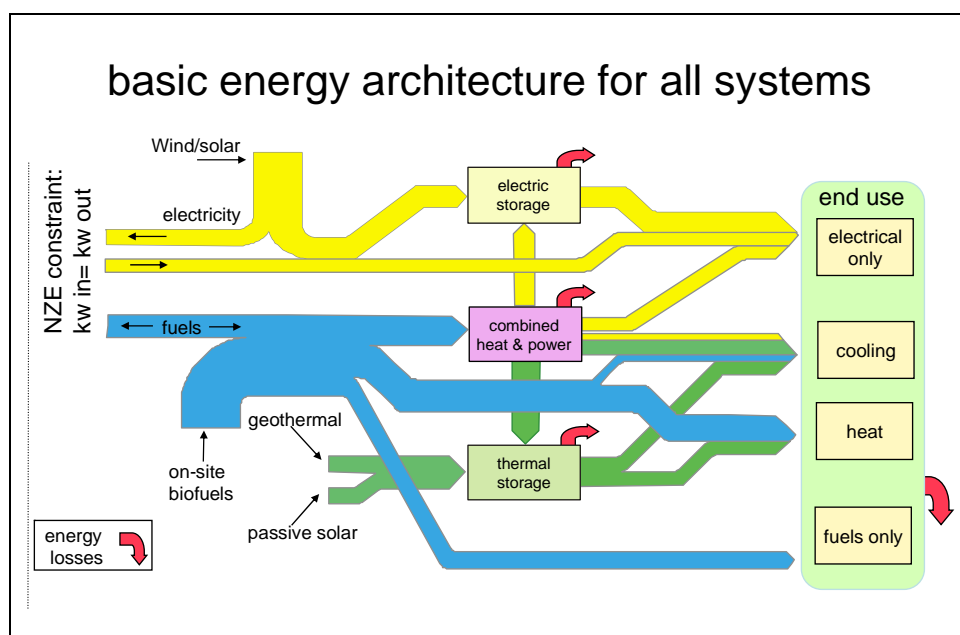 basic energy architecture for all systems
NZE constraint:
kw in= kw out
Wind/solar
electricity
fuels
geothermal
on-site
biofuels
passive solar
energy
losses
electric
storage
combined
heat & power
thermal
storage
end use
electrical
only
cooling
heat
fuels only